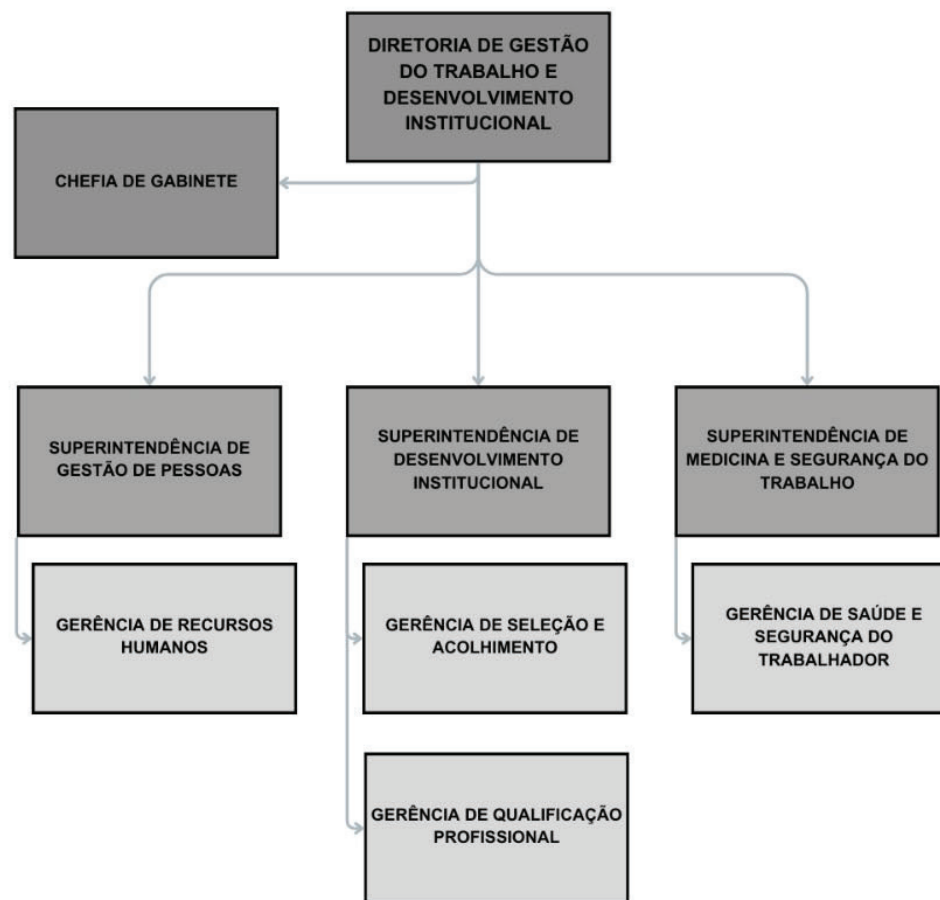 DIRETORIA DE GESTÃO
DO TRABALHO E
DESENVOLVIMENTO
INSTITUCIONAL
CHEFIA DE GABINETE
SUPERINTENDÊNCIA DE
GESTÃO DE PESSOAS
SUPERINTENDÊNCIA DE
DESENVOLVIMENTO
INSTITUCIONAL
SUPERINTENDÊNCIA DE
MEDICINA E SEGURANÇA DO
TRABALHO
GERÊNCIA DE RECURSOS
HUMANOS
GERÊNCIA DE SELEÇÃO E
ACOLHIMENTO
GERÊNCIA DE SAÚDE E
SEGURANÇA DO
TRABALHADOR
GERÊNCIA DE QUALIFICAÇÃO
PROFISSIONAL